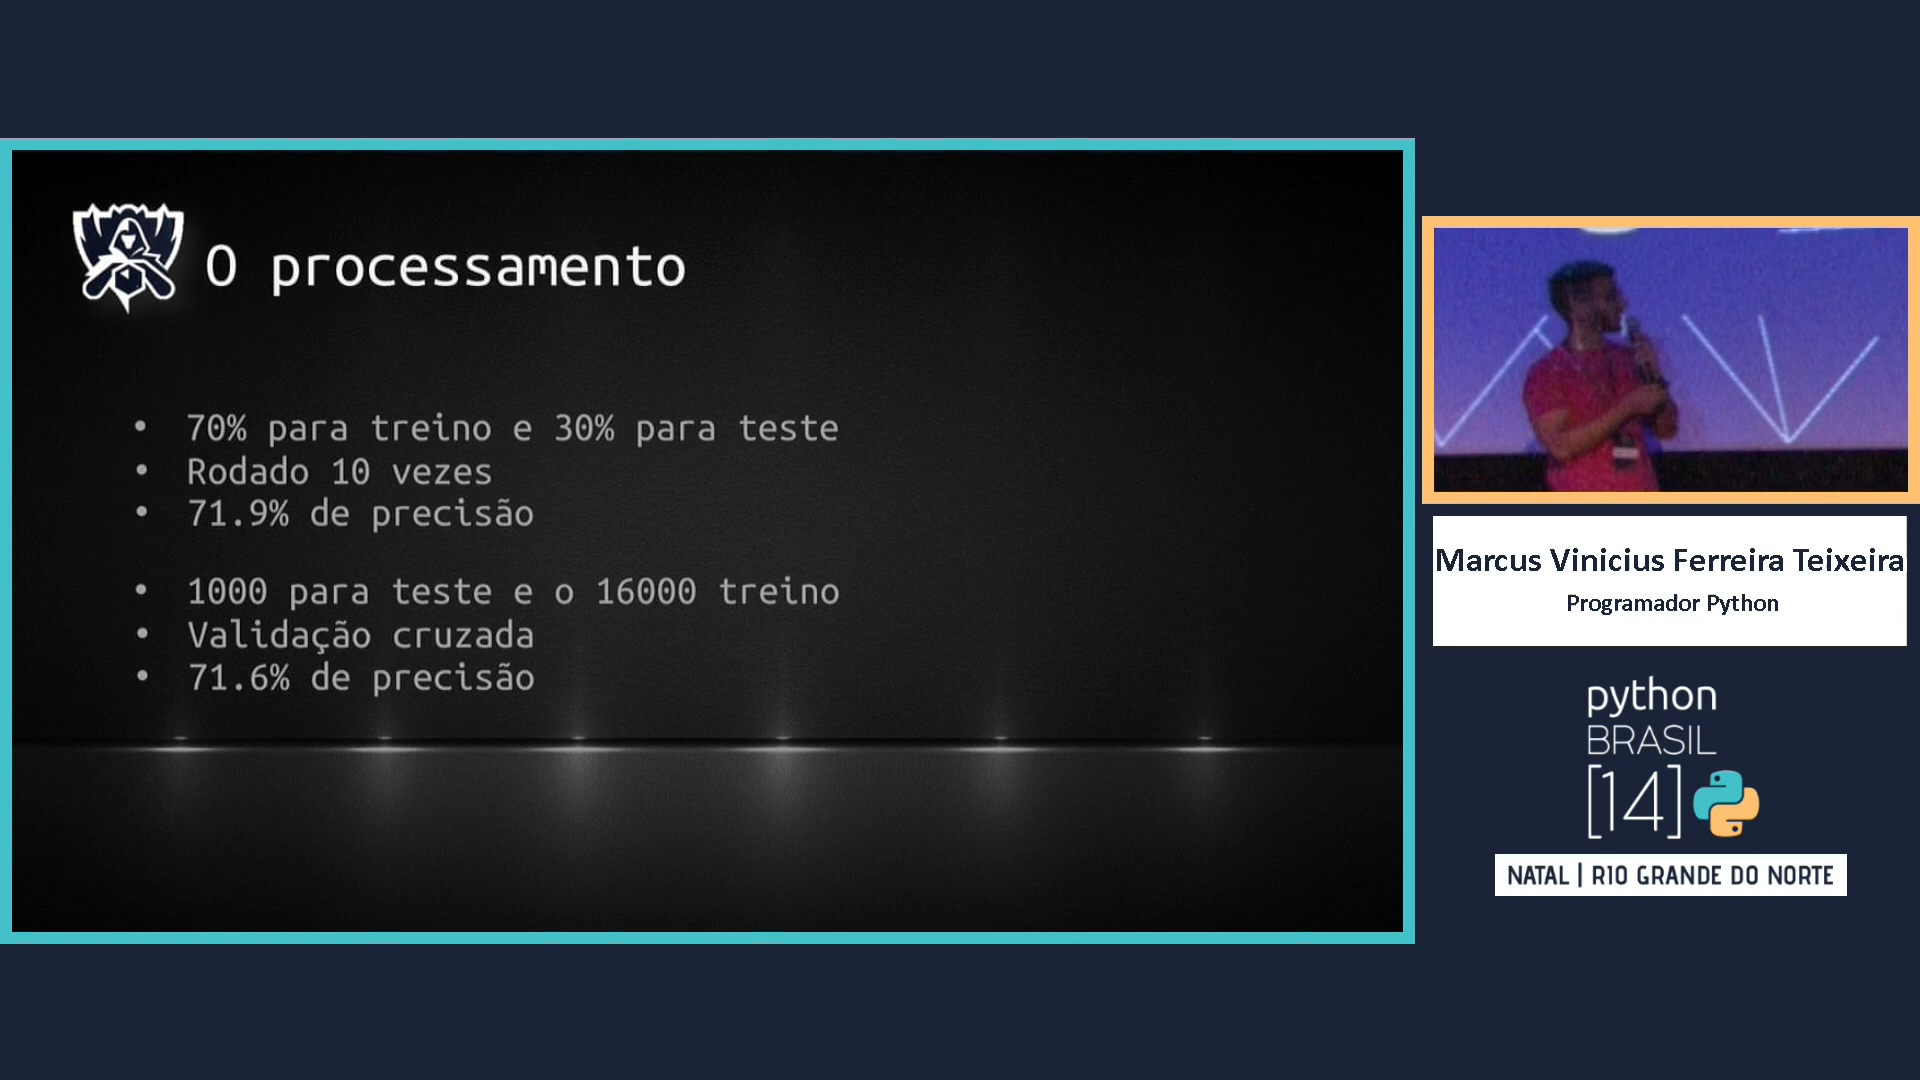 O processamento
• 70% para treino e 30% para teste
• Rodado 10 vezes
• 71.9% de precisão
• 1000 para teste e o 16000 treino
• Validação cruzada
• 71.6% de precisão
Marcus Vinicius Ferreira Teixeira
Programador Python
python
BRASIL
[14]
NATAL | RIO GRANDE DO NORTE